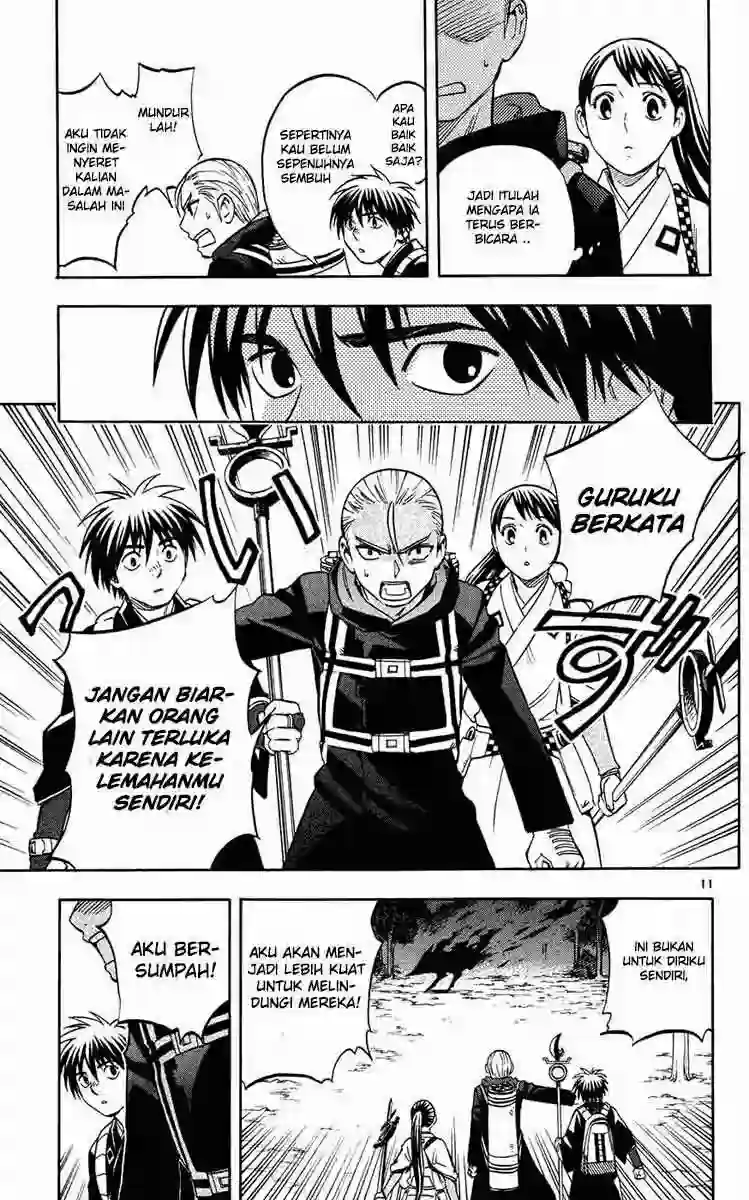 JADI ITULAH
MENGAPA IA
TERUS BER-
BICARA ..
APA
KAU
BAIK
BAIK
SAJA?
SEPERTINYA
KAU BELUM
SEPENUHNYA
SEMBUH
MUNDUR
LAH!
AKU TIDAK
INGIN ME-
NYERET
KALIAN
DALAM MA-
SALAH INI
GURUKU
BERKATA
ずい
JANGAN BIAR-
KAN ORANG
LAIN TERLUKA
KARENA KE-
LEMAHANMU
SENDIRI!
11
INI BUKAN
UNTUK DIRIKU
SENDIRI,
AKU AKAN MEN-
JADI LEBIH KUAT
UNTUK MELIN-
DUNGI MEREKA!
AKU BER-
SUMPAH!